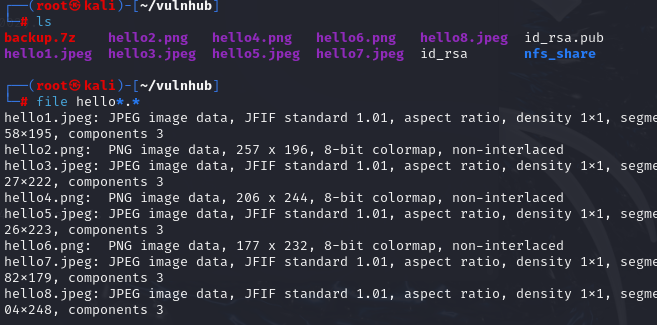 ┌──(root㉿kali)-[~/vulnhub]
└─# ls
backup.7z hello2.png hello4.png hello6.png hello8.jpeg id_rsa.pub
hello1.jpeg hello3.jpeg hello5.jpeg hello7.jpeg id_rsa nfs_share
┌──(root㉿kali)-[~/vulnhub]
└─# file hello*.*
hello1.jpeg: JPEG image data, JFIF standard 1.01, aspect ratio, density 1×1, segme
58×195, components 3
hello2.png: PNG image data, 257 x 196, 8-bit colormap, non-interlaced
hello3.jpeg: JPEG image data, JFIF standard 1.01, aspect ratio, density 1×1, segme
27×222, components 3
hello4.png: PNG image data, 206 x 244, 8-bit colormap, non-interlaced
hello5.jpeg: JPEG image data, JFIF standard 1.01, aspect ratio, density 1×1, segme
26×223, components 3
hello6.png: PNG image data, 177 x 232, 8-bit colormap, non-interlaced
hello7.jpeg: JPEG image data, JFIF standard 1.01, aspect ratio, density 1×1, segme
82×179, components 3
hello8.jpeg: JPEG image data, JFIF standard 1.01, aspect ratio, density 1×1, segme
04×248, components 3